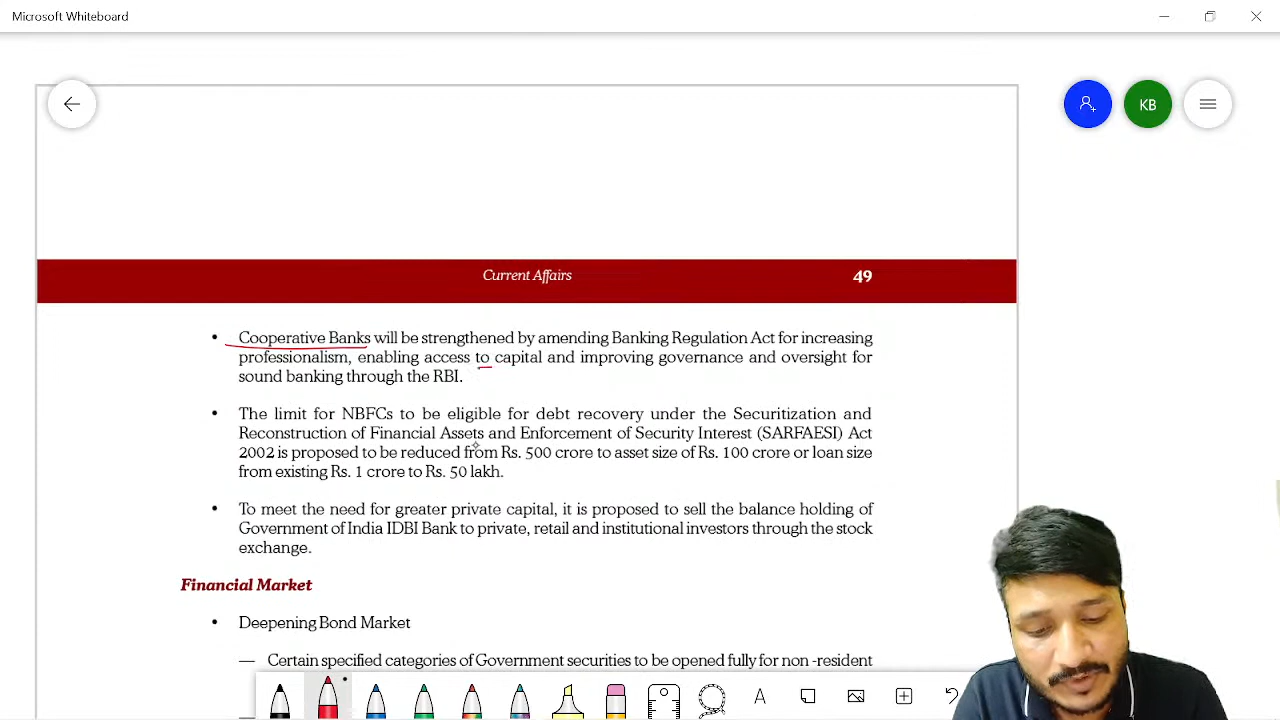 Microsoft Whiteboard
KB
Current Affairs 49
• Cooperative Banks will be strengthened by amending Banking Regulation Act for increasing
professionalism, enabling access to capital and improving governance and oversight for
sound banking through the RBI.
• The limit for NBFCs to be eligible for debt recovery under the Securitization and
Reconstruction of Financial Assets and Enforcement of Security Interest (SARFAESI) Act
2002 is proposed to be reduced from Rs. 500 crore to asset size of Rs. 100 crore or loan size
from existing Rs. 1 crore to Rs. 50 lakh.
• To meet the need for greater private capital, it is proposed to sell the balance holding of
Government of India IDBI Bank to private, retail and institutional investors through the stock
exchange.
Financial Market
• Deepening Bond Market
— Certain specified categories of Government securities to be opened fully for non -resident